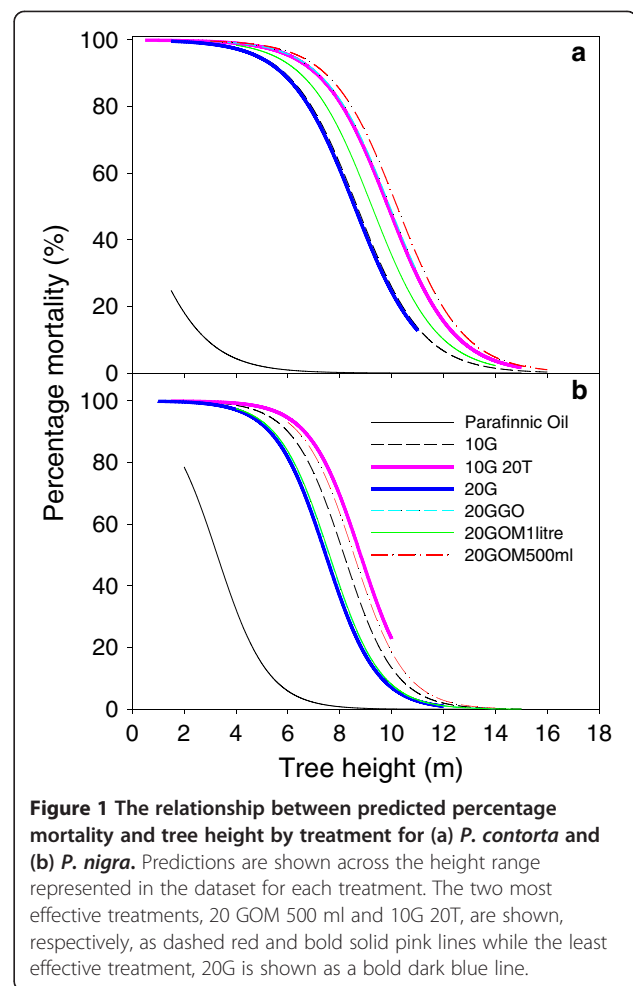 100
a
80
60
40
20
0
Percentage mortality (%)
100
b
80
60
40
20
0
Parafinnic Oil
10G
10G 20T
20G
20GGO
20GOM1litre
20GOM500ml
0 2 4 6 8 10 12 14 16 18
Tree height (m)
Figure 1 The relationship between predicted percentage
mortality and tree height by treatment for (a) P. contorta and
(b) P. nigra. Predictions are shown across the height range
represented in the dataset for each treatment. The two most
effective treatments, 20 GOM 500 ml and 10G 20T, are shown,
respectively, as dashed red and bold solid pink lines while the least
effective treatment, 20G is shown as a bold dark blue line.